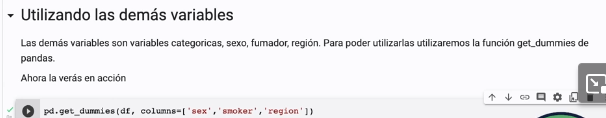 Utilizando las demás variables
Las demás variables son variables categoricas, sexo, fumador, región. Para poder utilizarlas utilizaremos la función get_dummies de
pandas.
Ahora la verás en acción
pd.get_dummies(df, columns=['sex','smoker','region'])